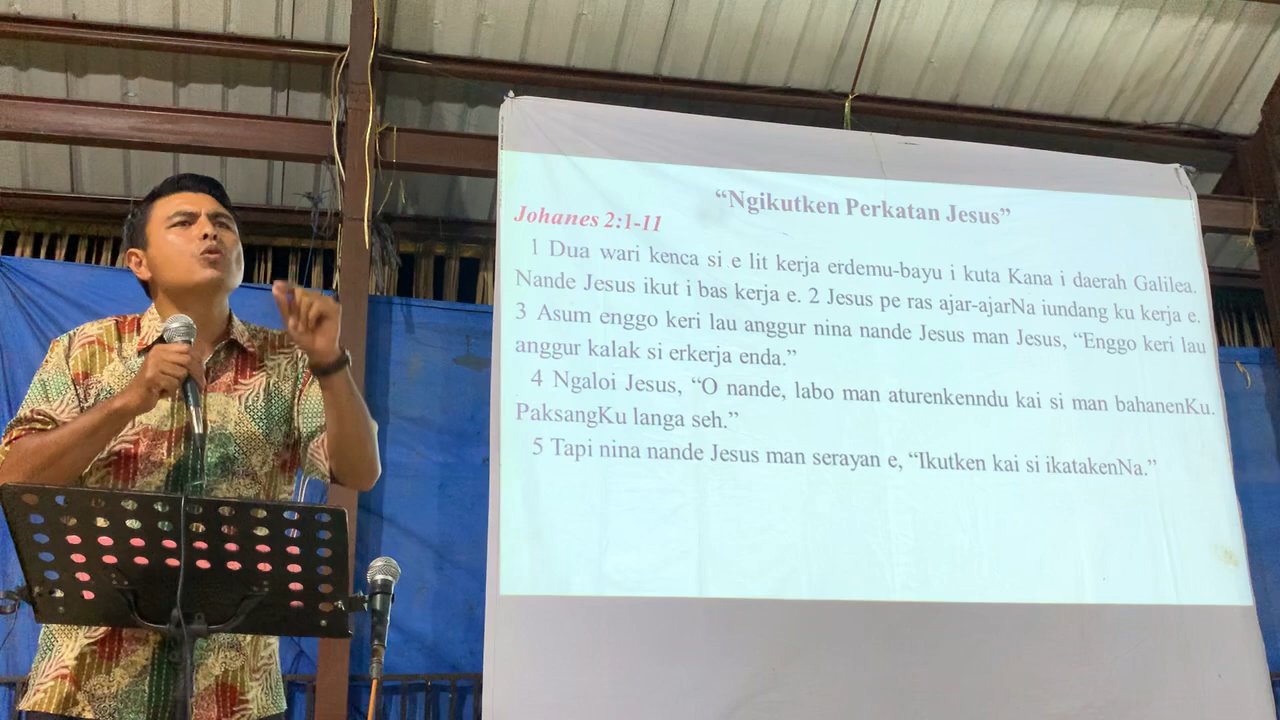 “Ngikutken Perkatan Jesus”
Johanes 2:1-11
1 Dua wari kenca si e lit kerja erdemu-bayu i kuta Kana i daerah Galilea.
Nande Jesus ikut i bas kerja e. 2 Jesus pe ras ajar-ajarNa iundang ku kerja e.
3 Asum enggo keri lau anggur nina nande Jesus man Jesus, “Enggo keri lau
anggur kalak si erkerja enda.”
4 Ngaloi Jesus, “O nande, labo man aturenkenndu kai si man bahanenKu.
PaksangKu langa seh.”
5 Tapi nina nande Jesus man serayan e, “Ikutken kai si ikatakenNa.”